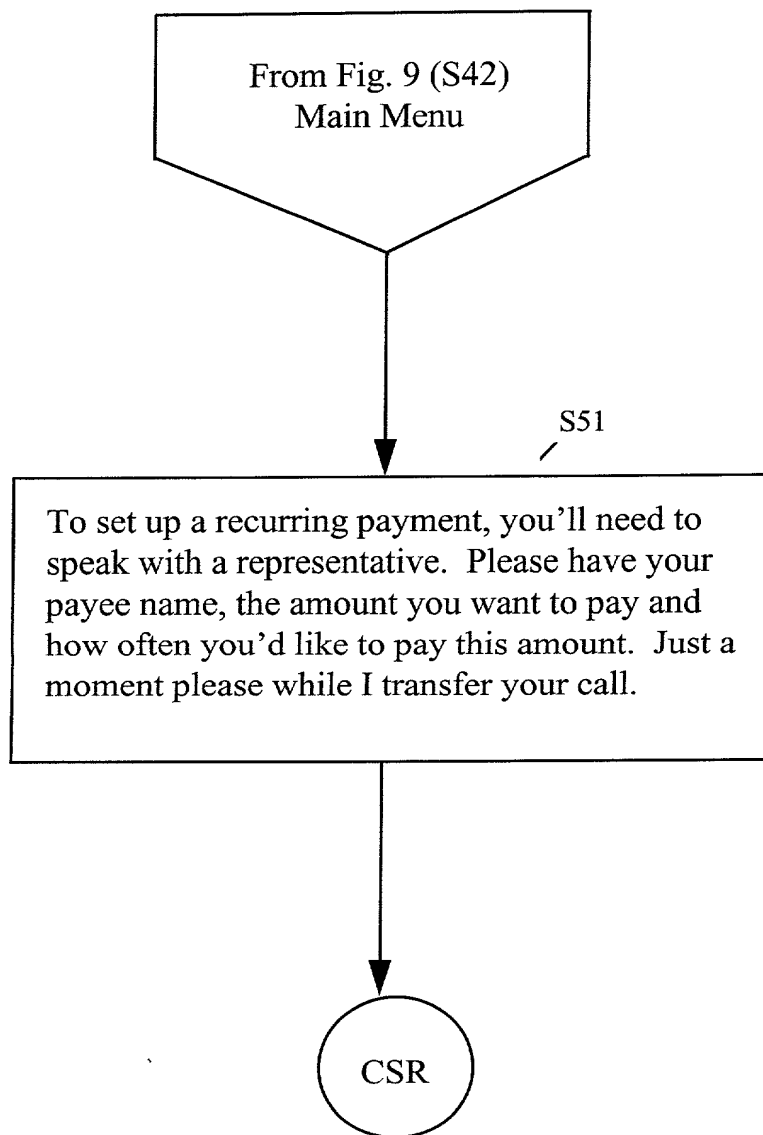 From Fig. 9 (S42)
Main Menu
S51
To set up a recurring payment, you’ll need to
speak with a representative.  Please have your
payee name, the amount you want to pay and
how often you’d like to pay this amount.  Just a
moment please while I transfer your call.
CSR